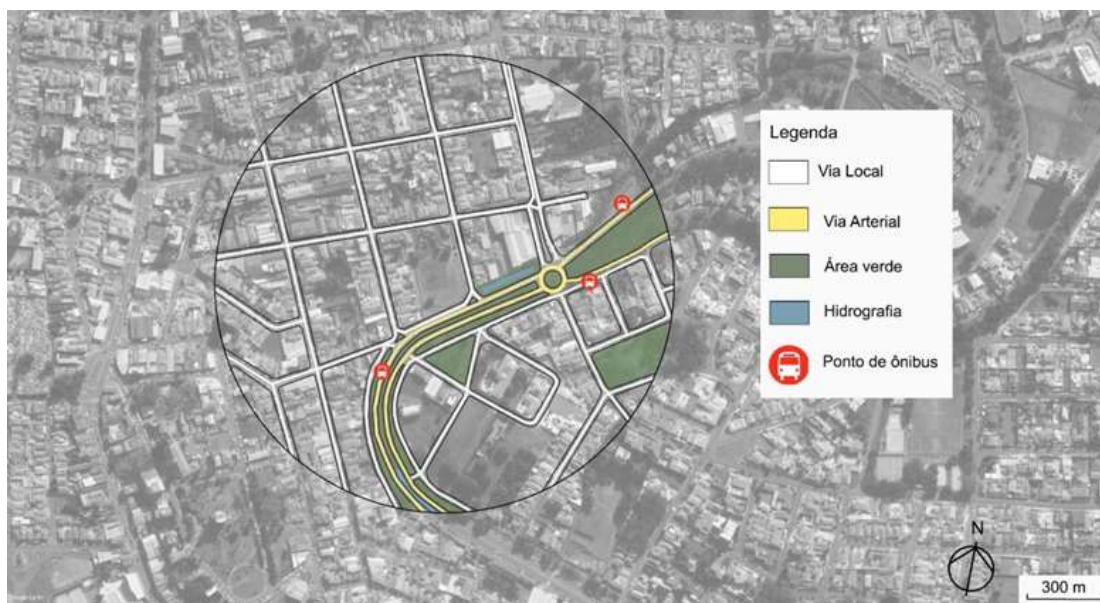 Legenda
Via Local
Via Arterial
Área verde
Hidrografia
Ponto de ônibus
N
300 m